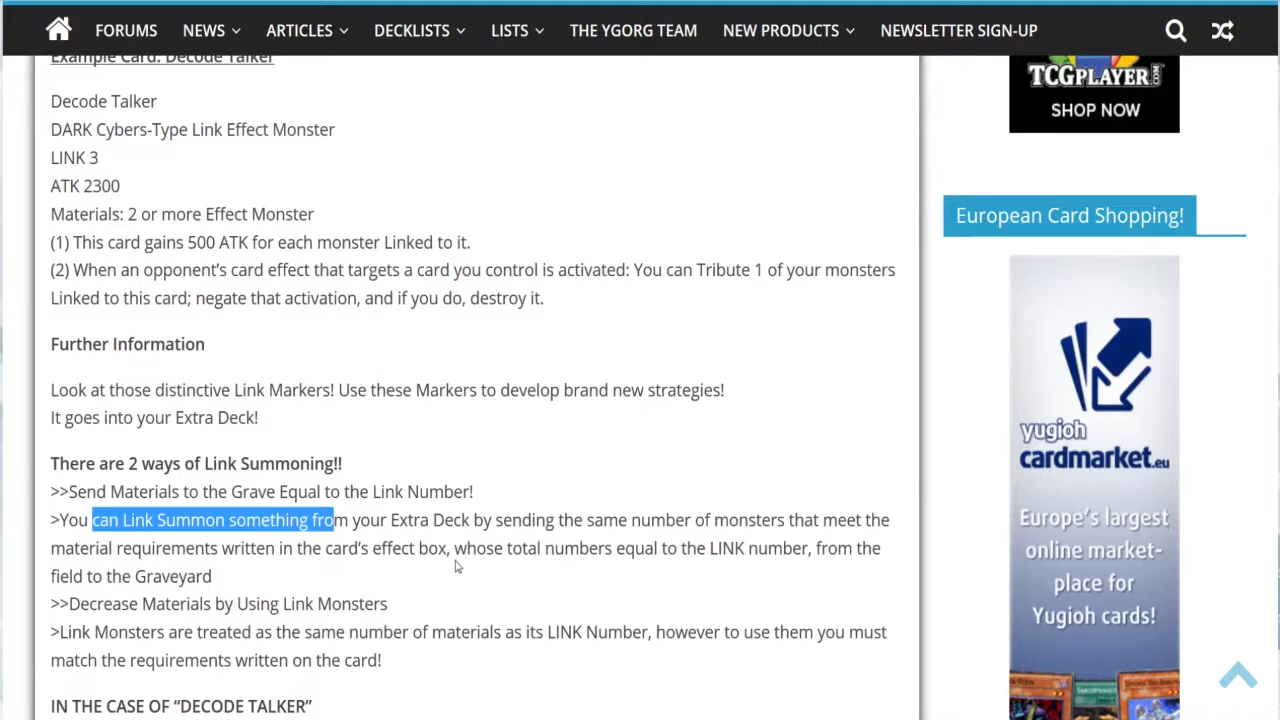 FORUMS NEWS ARTICLES DECKLISTS LISTS THE YGORG TEAM NEW PRODUCTS NEWSLETTER SIGN-UP
Example Card: Decode Talker
Decode Talker
DARK Cybers-Type Link Effect Monster
LINK 3
ATK 2300
Materials: 2 or more Effect Monster
(1) This card gains 500 ATK for each monster Linked to it.
(2) When an opponent's card effect that targets a card you control is activated: You can Tribute 1 of your monsters
Linked to this card; negate that activation, and if you do, destroy it.
Further Information
Look at those distinctive Link Markers! Use these Markers to develop brand new strategies!
It goes into your Extra Deck!
There are 2 ways of Link Summoning!!
>>Send Materials to the Grave Equal to the Link Number!
>You can Link Summon something from your Extra Deck by sending the same number of monsters that meet the
material requirements written in the card's effect box, whose total numbers equal to the LINK number, from the
field to the Graveyard
>>Decrease Materials by Using Link Monsters
>Link Monsters are treated as the same number of materials as its LINK Number, however to use them you must
match the requirements written on the card!
IN THE CASE OF “DECODE TALKER”
TCGPLAYER.COM
SHOP NOW
European Card Shopping!
yugioh
cardmarket.eu
Europe's largest
online market-
place for
Yugioh cards!